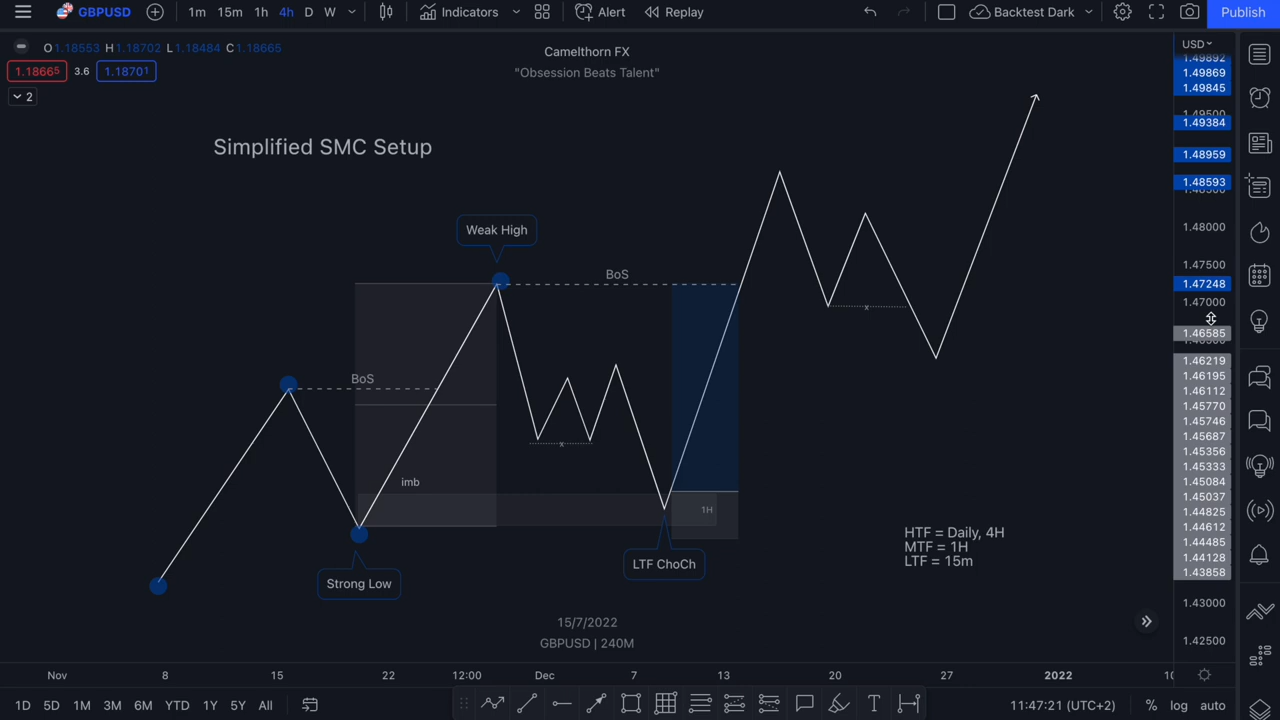 GBPUSD
1m 15m 1h 4h D W
Indicators
Alert
Replay
Backtest Dark
Publish
O1.18553 H1.18702 L1.18484 C1.18665
1.18665 3.6 1.18701
2
Camelthorn FX
"Obsession Beats Talent"
USD
1.49869
1.49845
1.49384
1.48959
1.48593
1.48000
1.47500
1.47248
1.47000
1.46585
1.46219
1.46195
1.46112
1.45770
1.45746
1.45687
1.45356
1.45333
1.45084
1.45037
1.44825
1.44612
1.44485
1.44128
1.43858
1.43000
1.42500
Simplified SMC Setup
Weak High
BoS
BoS
x
x
imb
1H
Strong Low
LTF ChoCh
HTF = Daily, 4H
MTF = 1H
LTF = 15m
15/7/2022
GBPUSD | 240M
Nov 8 15 22 12:00 Dec 7 13 20 27 2022
1D 5D 1M 3M 6M YTD 1Y 5Y All
T
11:47:21 (UTC+2) % log auto